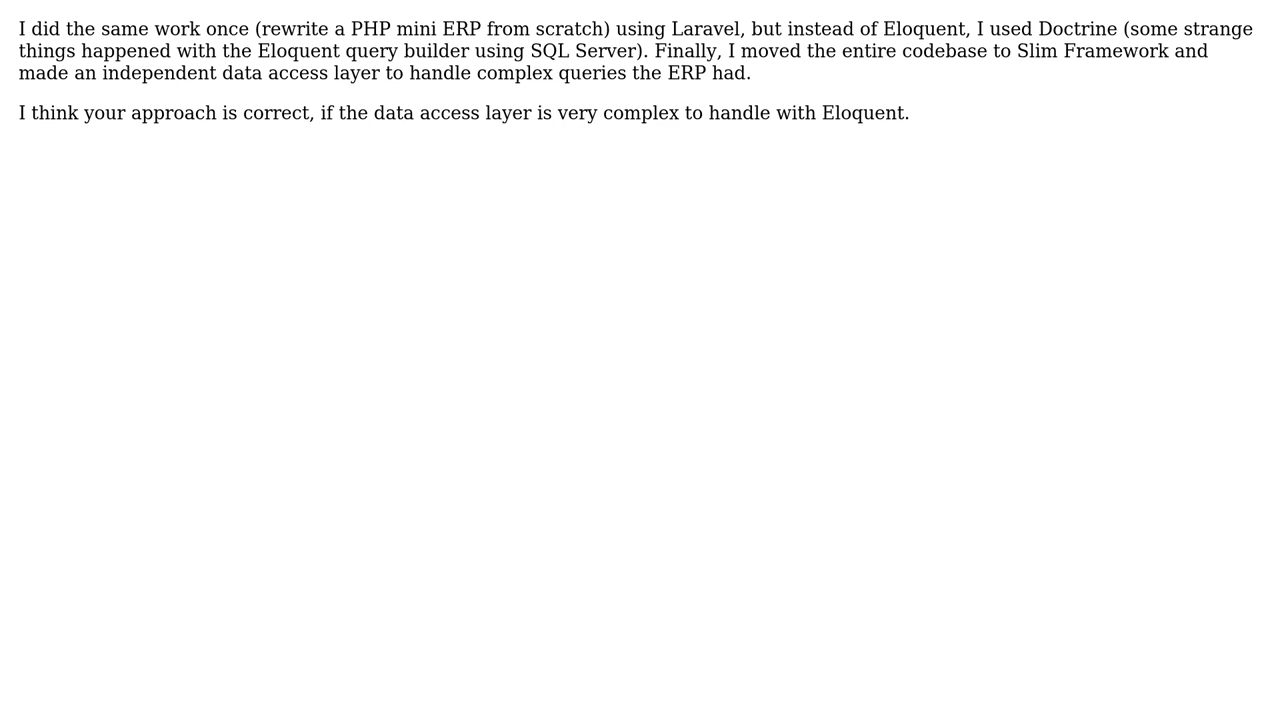 I did the same work once (rewrite a PHP mini ERP from scratch) using Laravel, but instead of Eloquent, I used Doctrine (some strange
things happened with the Eloquent query builder using SQL Server). Finally, I moved the entire codebase to Slim Framework and
made an independent data access layer to handle complex queries the ERP had.
I think your approach is correct, if the data access layer is very complex to handle with Eloquent.